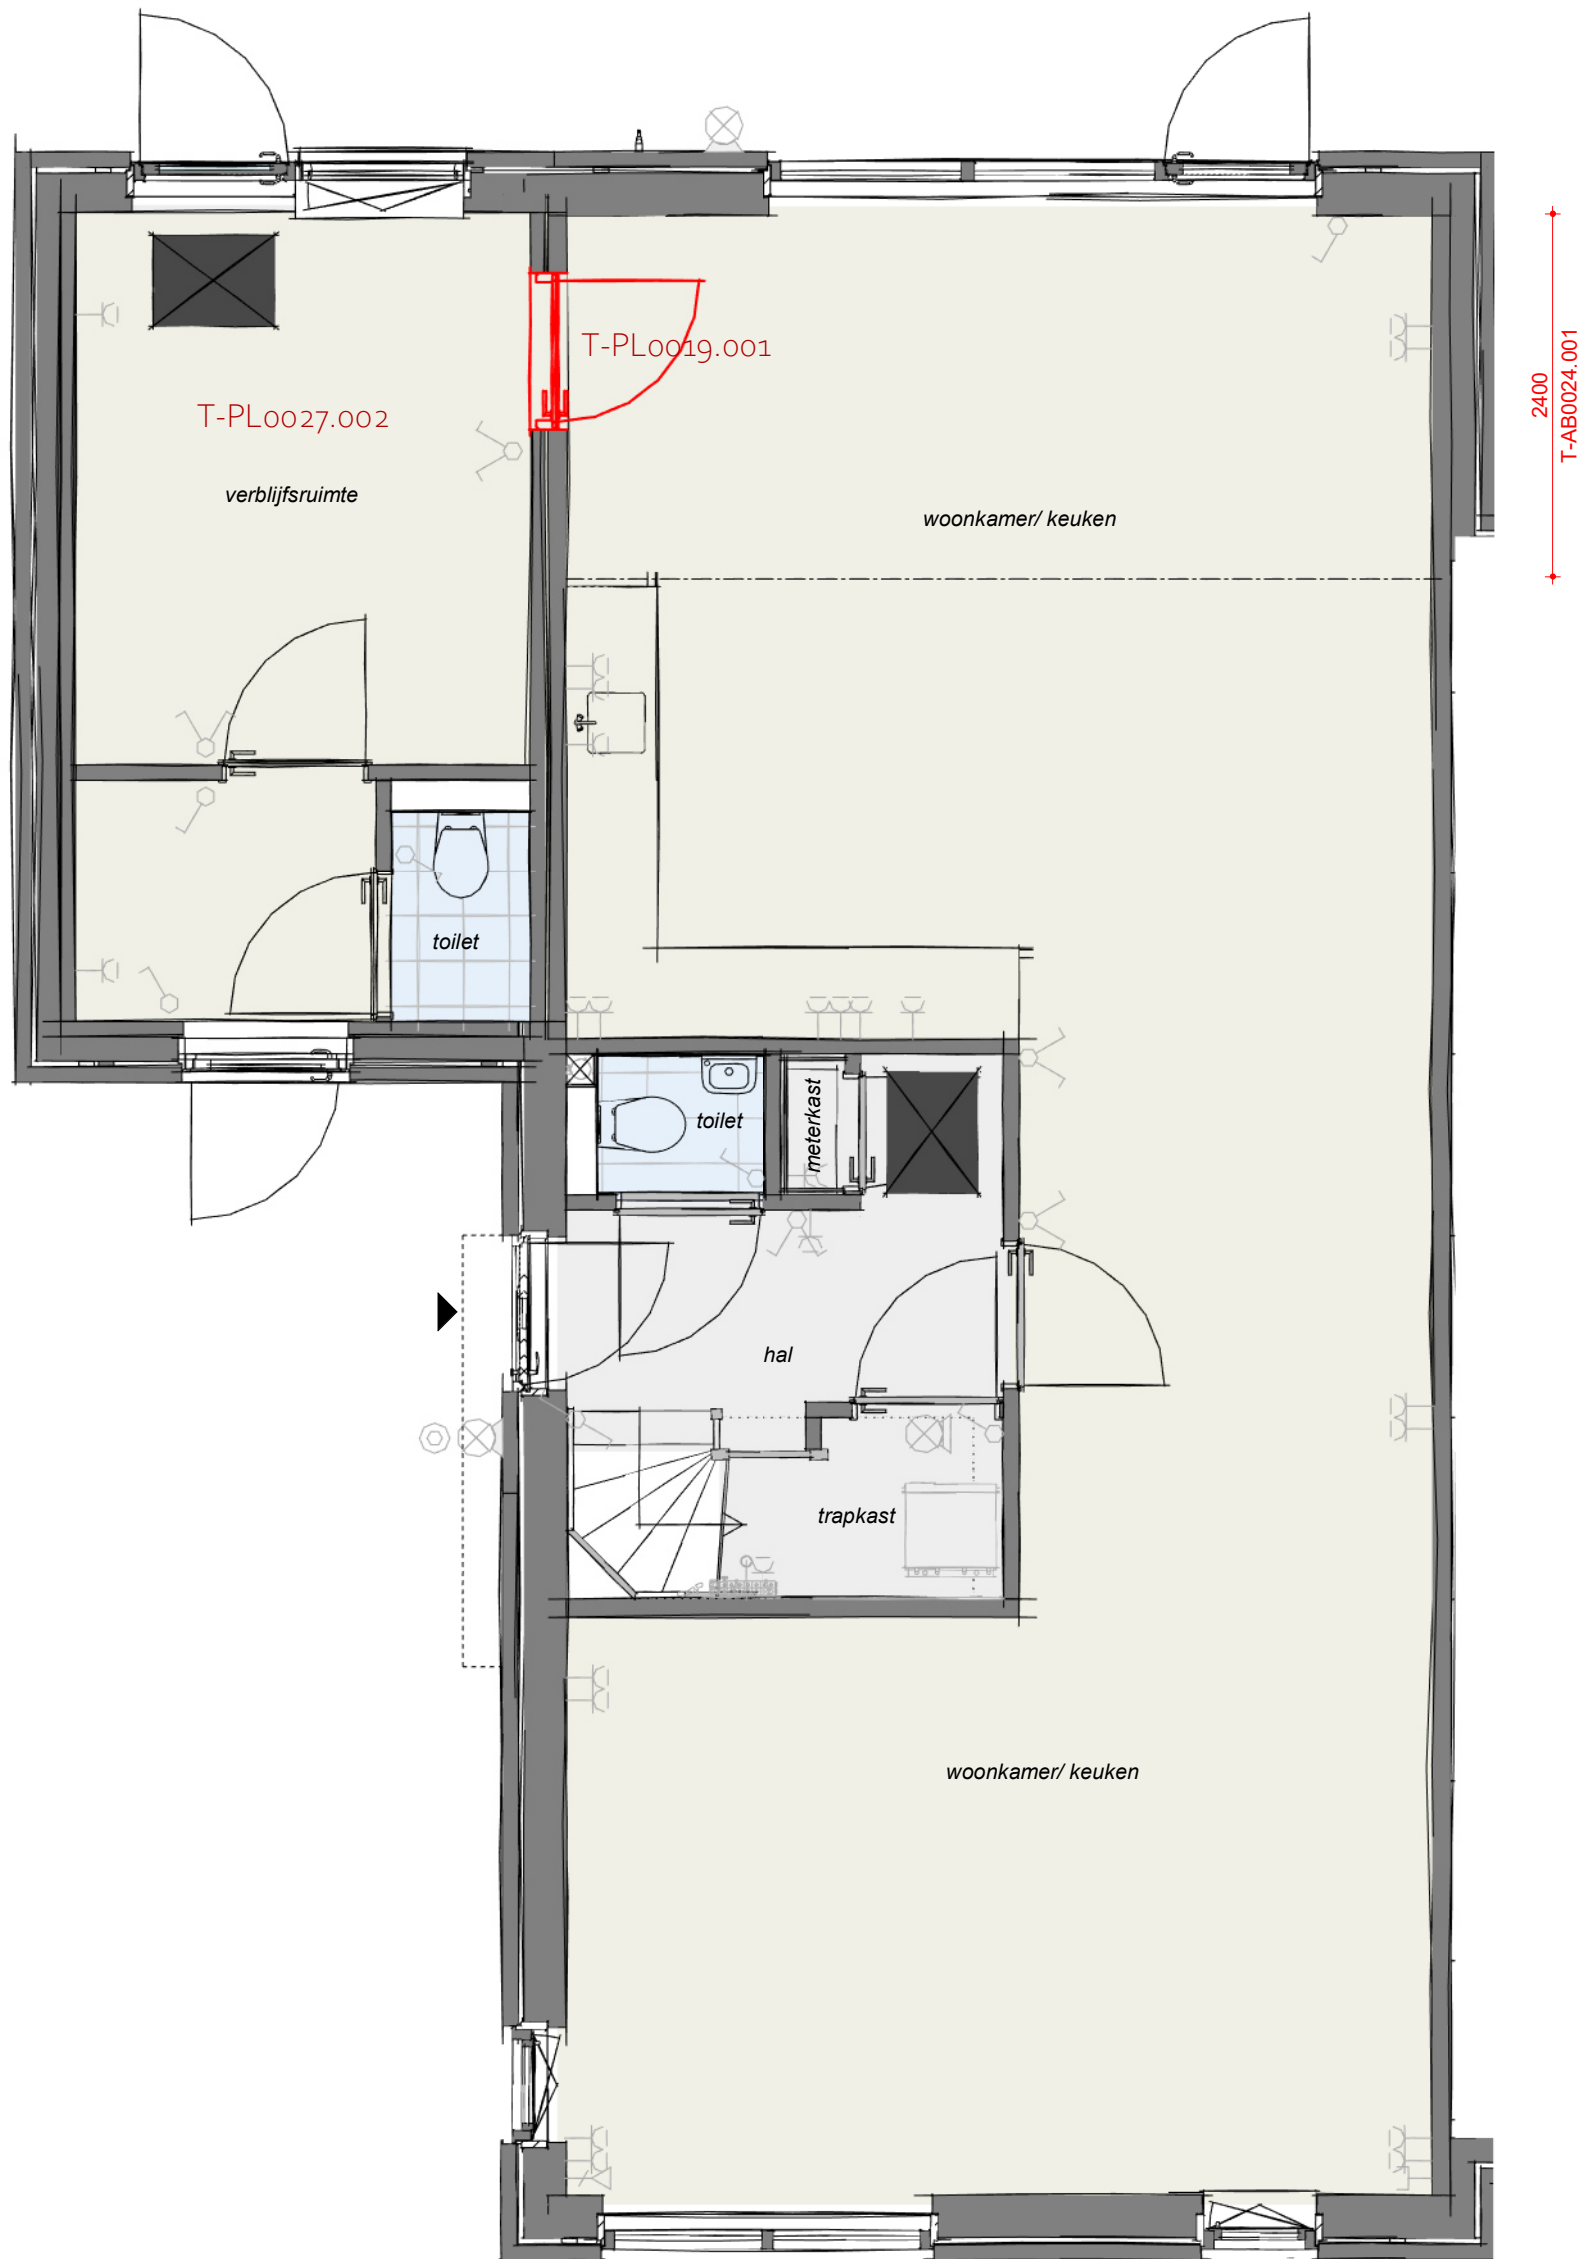 T-PL0019.001
2400
T-AB0024.001
T-PL0027.002
verblijfsruimte
woonkamer/ keuken
toilet
toilet
meterkast
hal
trapkast
woonkamer/ keuken